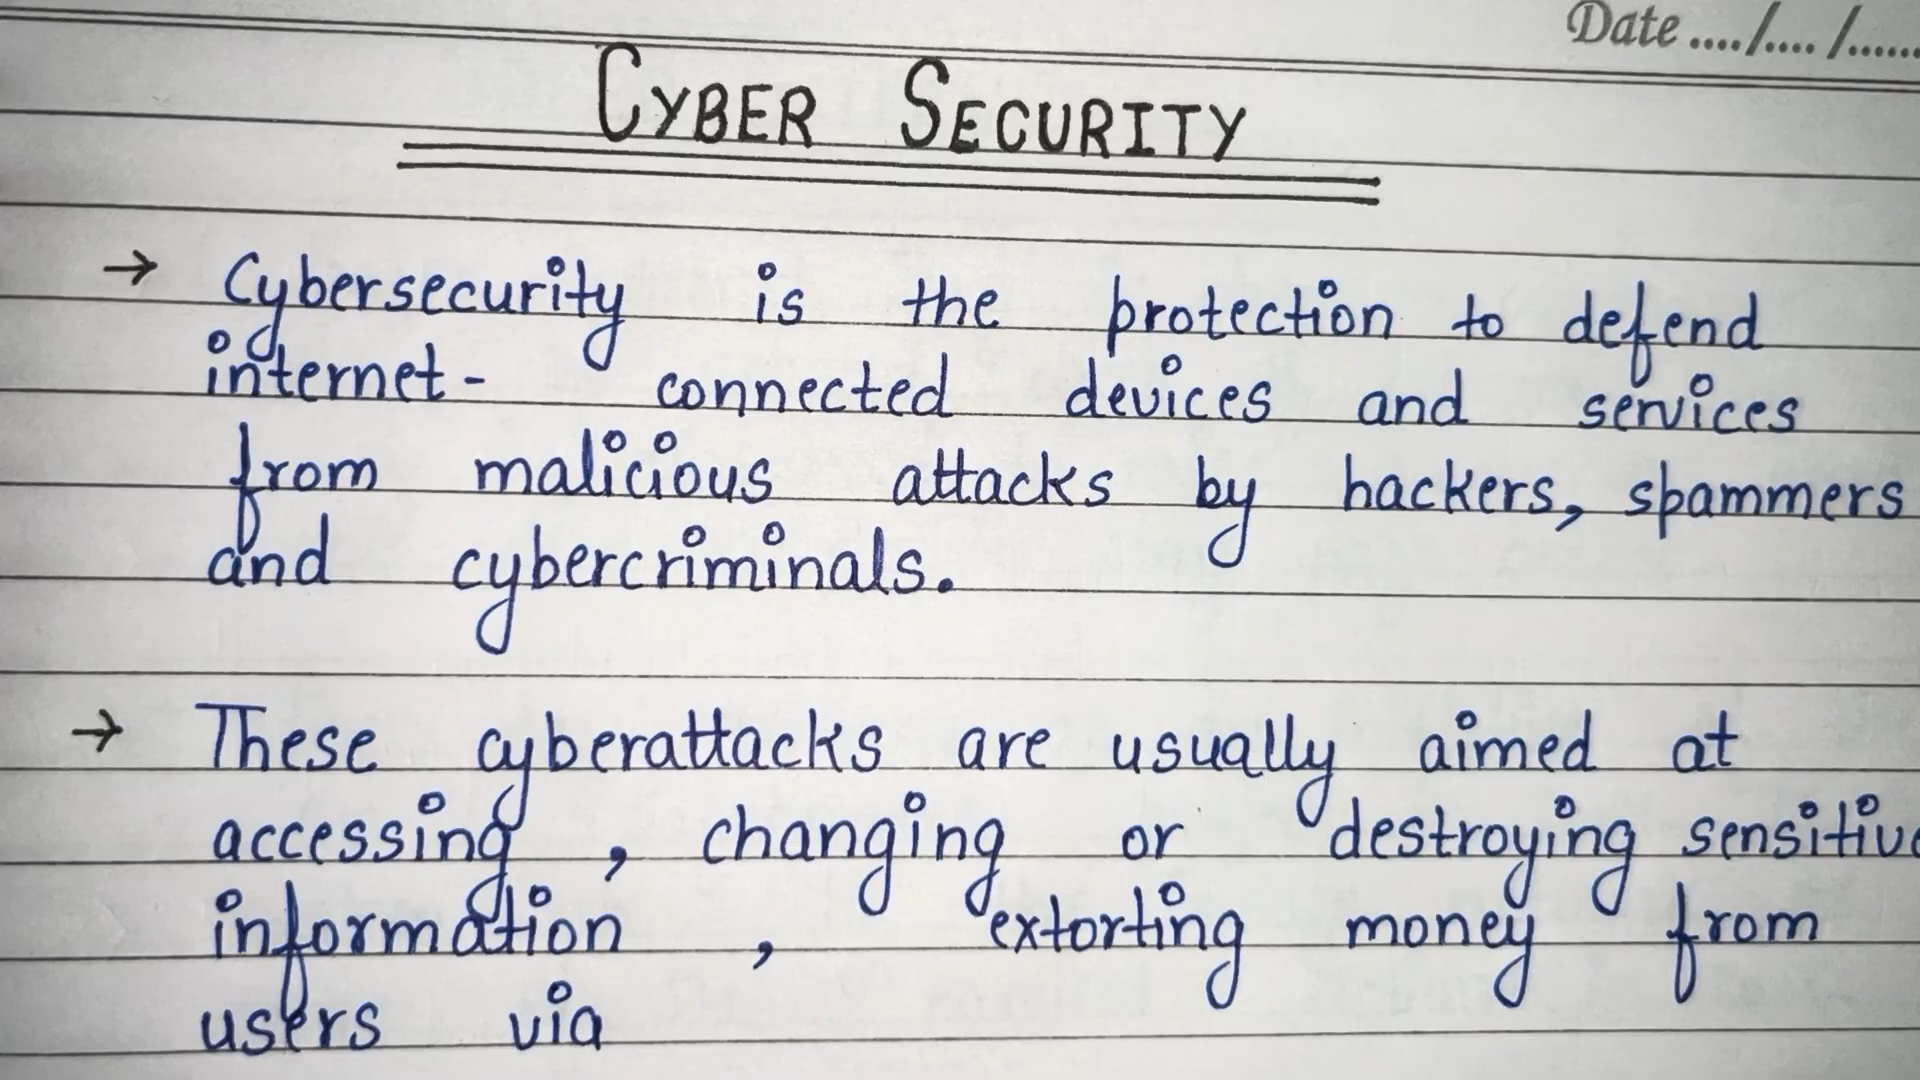 Date ..../..../......
CYBER SECURITY
→ Cybersecurity is the protection to defend
internet- connected devices and services
from malicious attacks by hackers, spammers
and cybercriminals.
→ These cyberattacks are usually aimed at
accessing , changing or destroying sensitive
information , extorting money from
users via